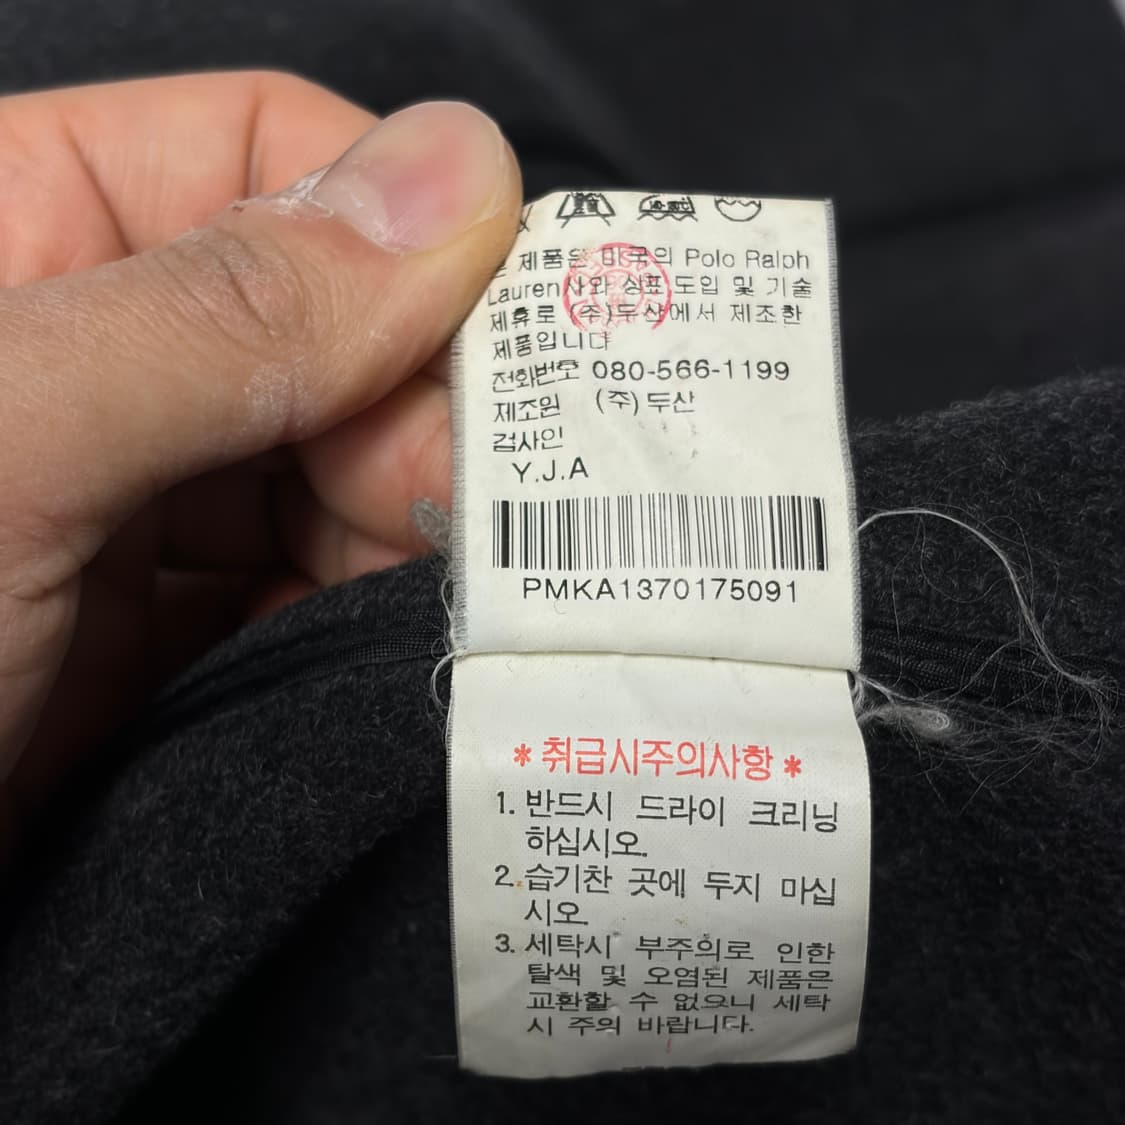 제품은 미국의 Polo Ralph
Lauren사와 상표 도입 및 기술
제휴로 (주)두산에서 제조한
제품입니다
전화번호 080-566-1199
제조원 (주)두산
검사인
Y.J.A
PMKA1370175091
* 취급시주의사항 *
1. 반드시 드라이 크리닝
하십시오.
2. 습기찬 곳에 두지 마십
시오.
3. 세탁시 부주의로 인한
탈색 및 오염된 제품은
교환할 수 없으니 세탁
시 주의 바랍니다.